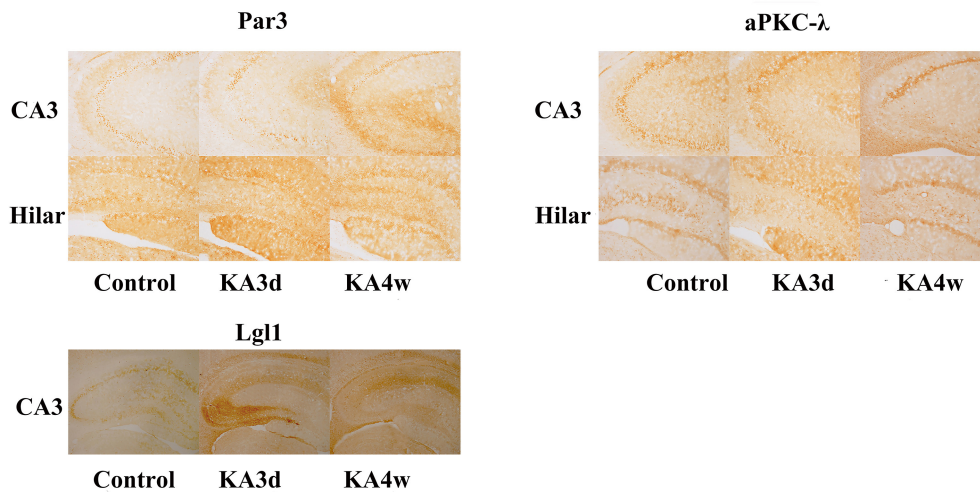 Par3
CA3
Hilar
Control KA3d KA4w
aPKC-λ
CA3
Hilar
Control KA3d KA4w
Lgl1
CA3
Control KA3d KA4w